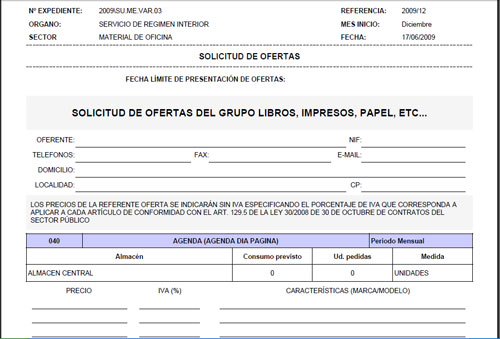 Nº EXPEDIENTE: 2009\SU.ME.VAR.03 REFERENCIA: 2009/12
ORGANO: SERVICIO DE REGIMEN INTERIOR MES INICIO: Diciembre
SECTOR MATERIAL DE OFICINA FECHA: 17/06/2009
SOLICITUD DE OFERTAS
FECHA LÍMITE DE PRESENTACIÓN DE OFERTAS:
SOLICITUD DE OFERTAS DEL GRUPO LIBROS, IMPRESOS, PAPEL, ETC...
OFERENTE: NIF:
TELEFONOS: FAX: E-MAIL:
DOMICILIO:
LOCALIDAD: CP:
LOS PRECIOS DE LA REFERENTE OFERTA SE INDICARÁN SIN IVA ESPECIFICANDO EL PORCENTAJE DE IVA QUE CORRESPONDA A
APLICAR A CADA ARTÍCULO DE CONFORMIDAD CON EL ART. 129.5 DE LA LEY 30/2008 DE 30 DE OCTUBRE DE CONTRATOS DEL
SECTOR PÚBLICO
040 AGENDA (AGENDA DIA PAGINA) Periodo Mensual
Almacén Consumo previsto Ud. pedidas Medida
ALMACEN CENTRAL 0 0 UNIDADES
PRECIO IVA (%) CARACTERÍSTICAS (MARCA/MODELO)